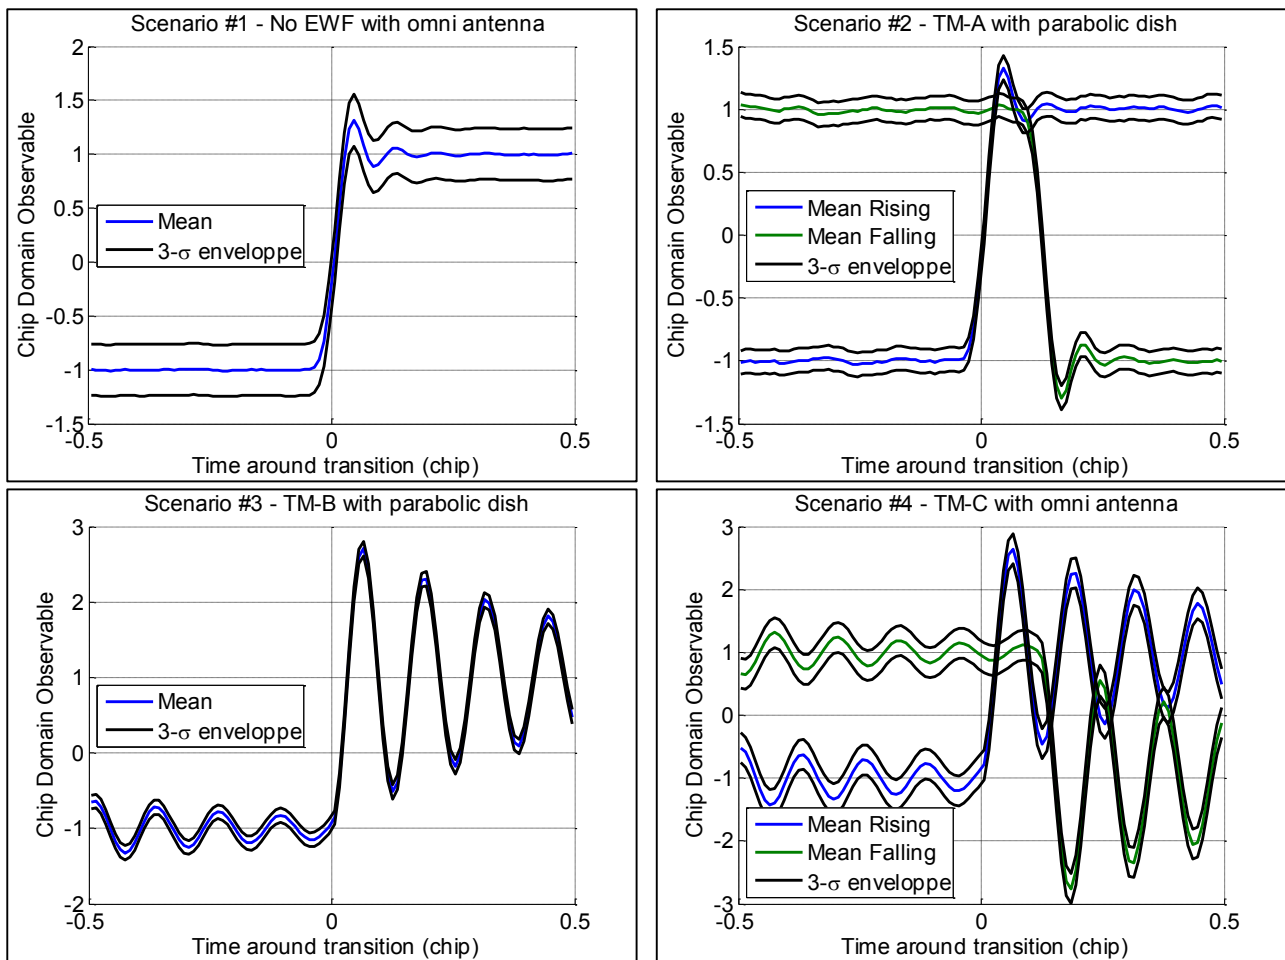 Scenario #1 - No EWF with omni antenna
2
1.5
1
0.5
0
-0.5
-1
-1.5
-0.5 0 0.5
Chip Domain Observable
Time around transition (chip)
Mean
3-σ enveloppe
Scenario #2 - TM-A with parabolic dish
1.5
1
0.5
0
-0.5
-1
-1.5
-0.5 0 0.5
Chip Domain Observable
Time around transition (chip)
Mean Rising
Mean Falling
3-σ enveloppe
Scenario #3 - TM-B with parabolic dish
3
2
1
0
-1
-2
-0.5 0 0.5
Chip Domain Observable
Time around transition (chip)
Mean
3-σ enveloppe
Scenario #4 - TM-C with omni antenna
3
2
1
0
-1
-2
-3
-0.5 0 0.5
Chip Domain Observable
Time around transition (chip)
Mean Rising
Mean Falling
3-σ enveloppe